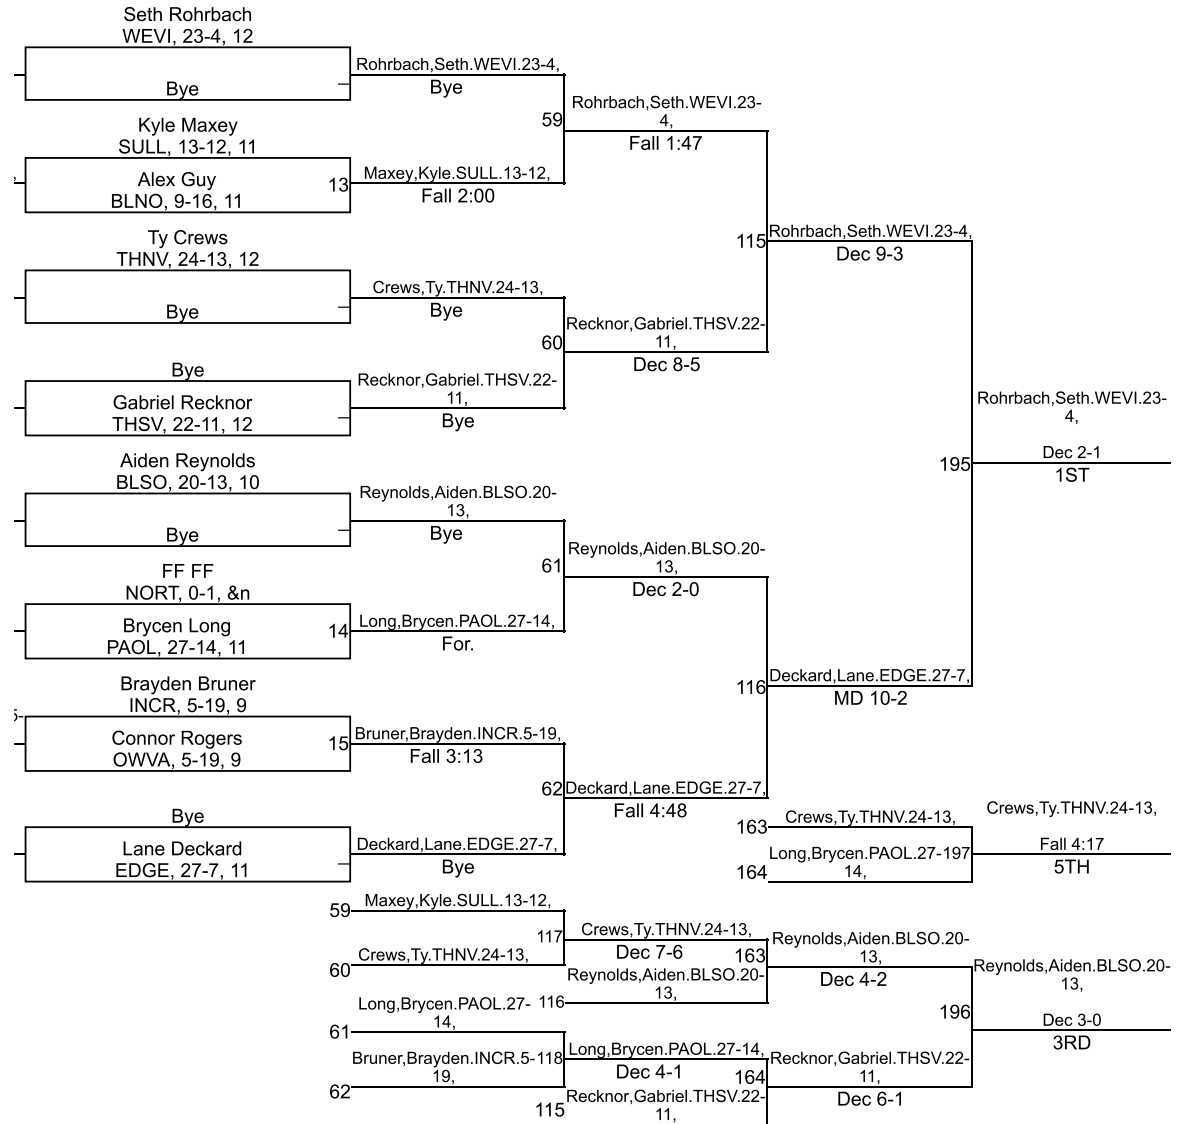 Seth Rohrbach
WEVI, 23-4, 12
Bye
Rohrbach,Seth.WEVI.23-4,
Bye
Kyle Maxey
SULL, 13-12, 11
Alex Guy
BLNO, 9-16, 11
13
Maxey,Kyle.SULL.13-12,
Fall 2:00
59
Rohrbach,Seth.WEVI.23-
4,
Fall 1:47
Ty Crews
THNV, 24-13, 12
Bye
Crews,Ty.THNV.24-13,
Bye
Bye
Gabriel Recknor
THSV, 22-11, 12
Recknor,Gabriel.THSV.22-
11,
Bye
60
Recknor,Gabriel.THSV.22-
11,
Dec 8-5
115
Rohrbach,Seth.WEVI.23-4,
Dec 9-3
Aiden Reynolds
BLSO, 20-13, 10
Bye
Reynolds,Aiden.BLSO.20-
13,
Bye
FF FF
NORT, 0-1, &n
Brycen Long
PAOL, 27-14, 11
14
Long,Brycen.PAOL.27-14,
For.
61
Reynolds,Aiden.BLSO.20-
13,
Dec 2-0
5-
Brayden Bruner
INCR, 5-19, 9
Connor Rogers
OWVA, 5-19, 9
15
Bruner,Brayden.INCR.5-19,
Fall 3:13
Bye
Lane Deckard
EDGE, 27-7, 11
Deckard,Lane.EDGE.27-7,
Bye
62
Deckard,Lane.EDGE.27-7,
Fall 4:48
116
Deckard,Lane.EDGE.27-7,
MD 10-2
195
Rohrbach,Seth.WEVI.23-
4,
Dec 2-1
1ST
163
Crews,Ty.THNV.24-13,
164
Long,Brycen.PAOL.27-
14,
197
Crews,Ty.THNV.24-13,
Fall 4:17
5TH
59
Maxey,Kyle.SULL.13-12,
60
Crews,Ty.THNV.24-13,
117
Crews,Ty.THNV.24-13,
Dec 7-6
116
Reynolds,Aiden.BLSO.20-
13,
163
Reynolds,Aiden.BLSO.20-
13,
Dec 4-2
61
Long,Brycen.PAOL.27-
14,
62
Bruner,Brayden.INCR.5-
19,
118
Long,Brycen.PAOL.27-14,
Dec 4-1
115
Recknor,Gabriel.THSV.22-
11,
164
Recknor,Gabriel.THSV.22-
11,
Dec 6-1
196
Reynolds,Aiden.BLSO.20-
13,
Dec 3-0
3RD